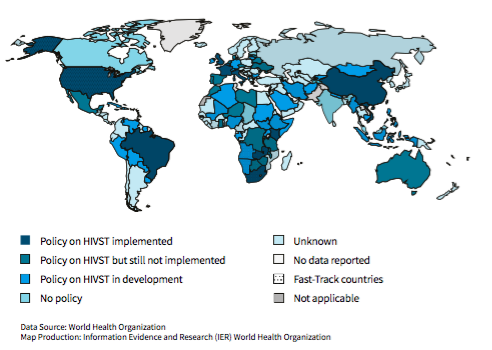 Policy on HIVST implemented
Policy on HIVST but still not implemented
Policy on HIVST in development
No policy
Unknown
No data reported
Fast-Track countries
Not applicable
Data Source: World Health Organization
Map Production: Information Evidence and Research (IER) World Health Organization